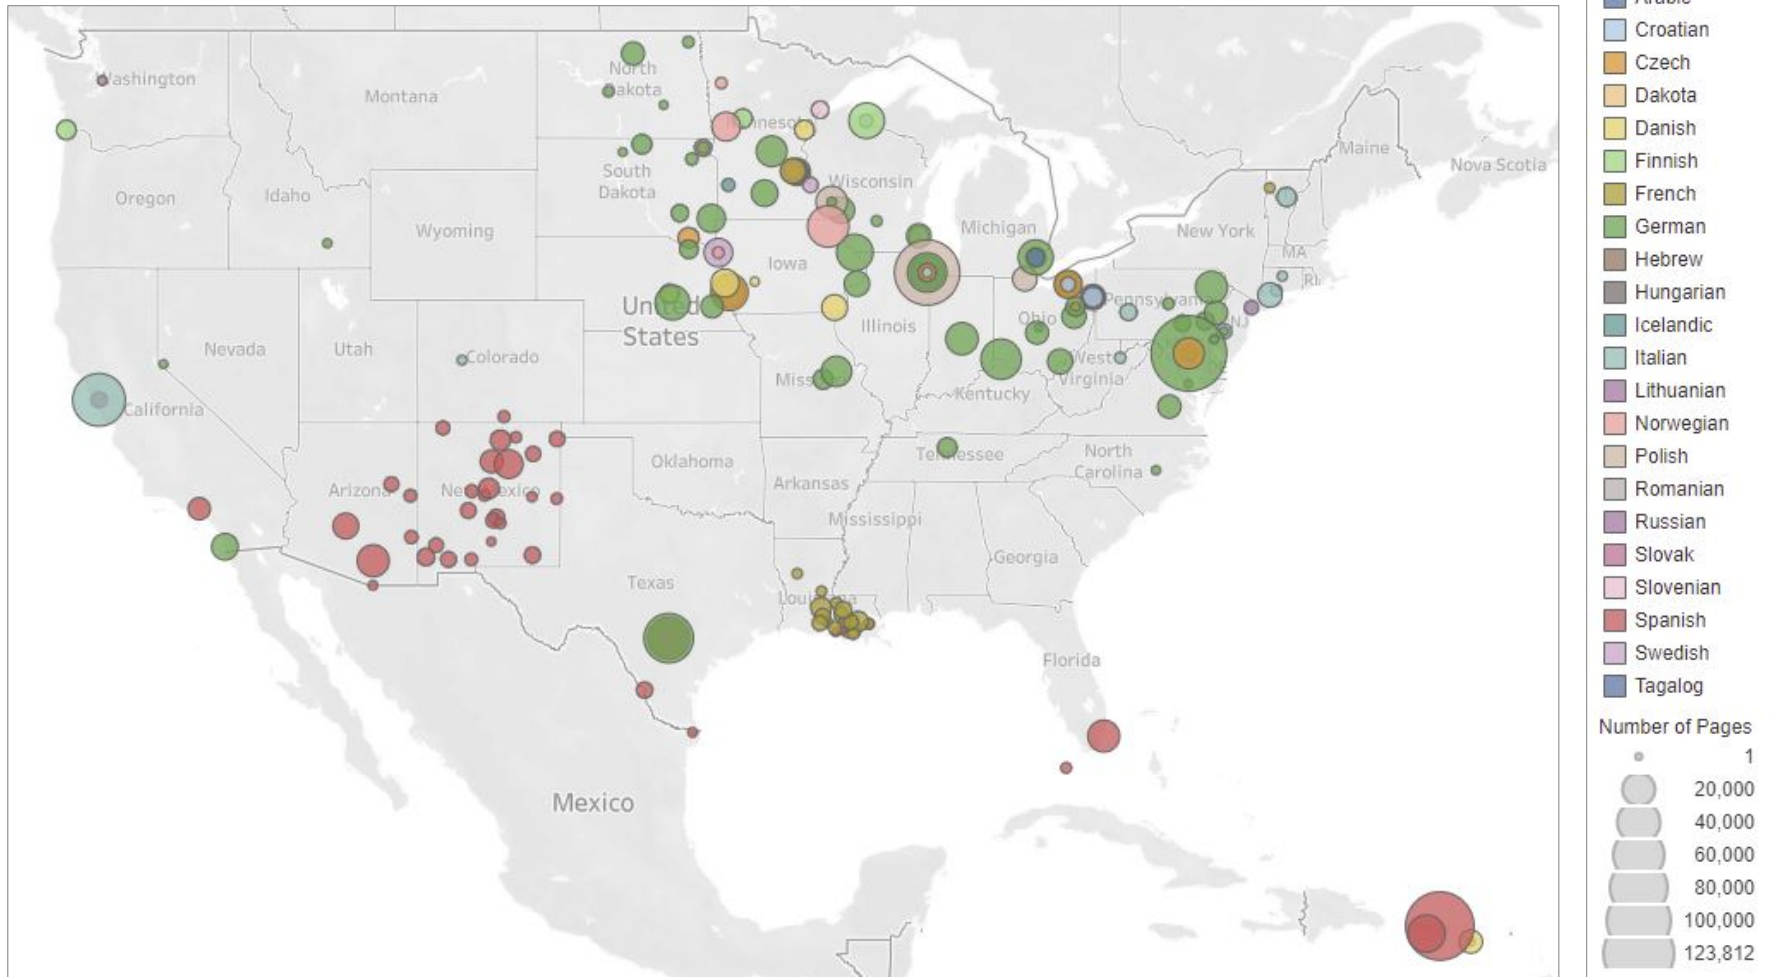 Washington
Montana
North
Dakota
Minnesota
Maine
Nova Scotia
Oregon
Idaho
South
Dakota
Wisconsin
Wyoming
Michigan
New York
MA
RI
Iowa
United
States
Pennsylvania
Illinois
Ohio
NJ
Nevada
Utah
Colorado
West
Virginia
Missouri
Kentucky
California
Oklahoma
Tennessee
North
Carolina
Arizona
New Mexico
Arkansas
Mississippi
Georgia
Texas
Louisiana
Florida
Mexico
Arabic
Croatian
Czech
Dakota
Danish
Finnish
French
German
Hebrew
Hungarian
Icelandic
Italian
Lithuanian
Norwegian
Polish
Romanian
Russian
Slovak
Slovenian
Spanish
Swedish
Tagalog
Number of Pages
1
20,000
40,000
60,000
80,000
100,000
123,812